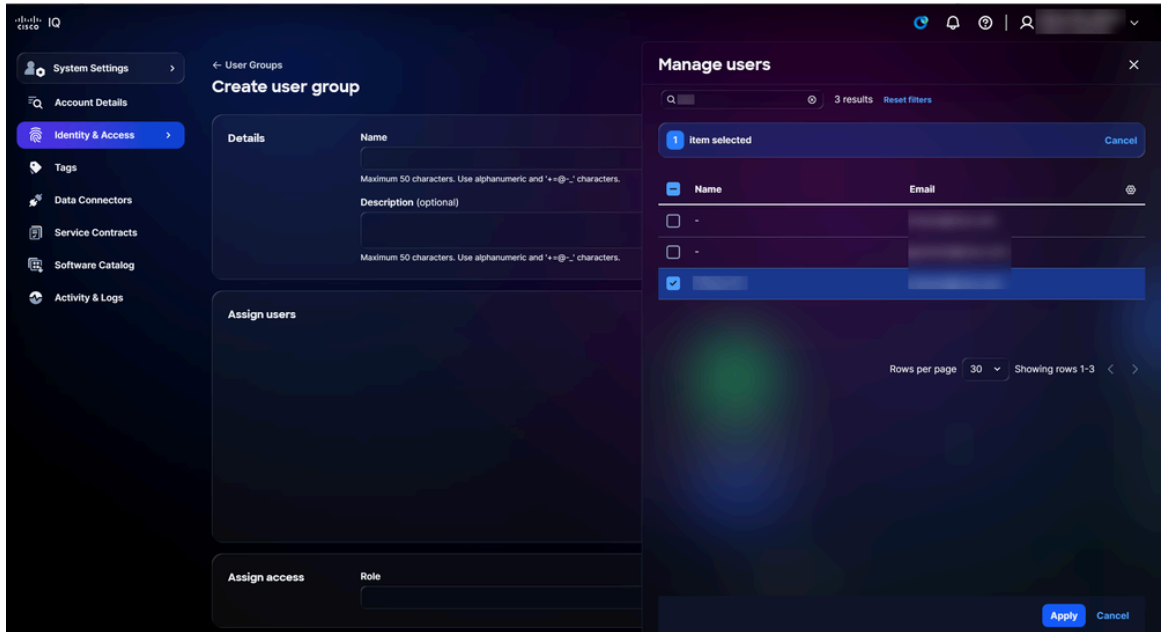 cisco IQ
System Settings
Account Details
Identity & Access
Tags
Data Connectors
Service Contracts
Software Catalog
Activity & Logs
← User Groups
Create user group
Details
Name
Maximum 50 characters. Use alphanumeric and '+=@-_' characters.
Description (optional)
Maximum 50 characters. Use alphanumeric and '+=@-_' characters.
Assign users
Assign access
Role
Manage users
3 results Reset filters
1 item selected Cancel
Name Email
-
-
Rows per page 30 Showing rows 1-3
Apply Cancel